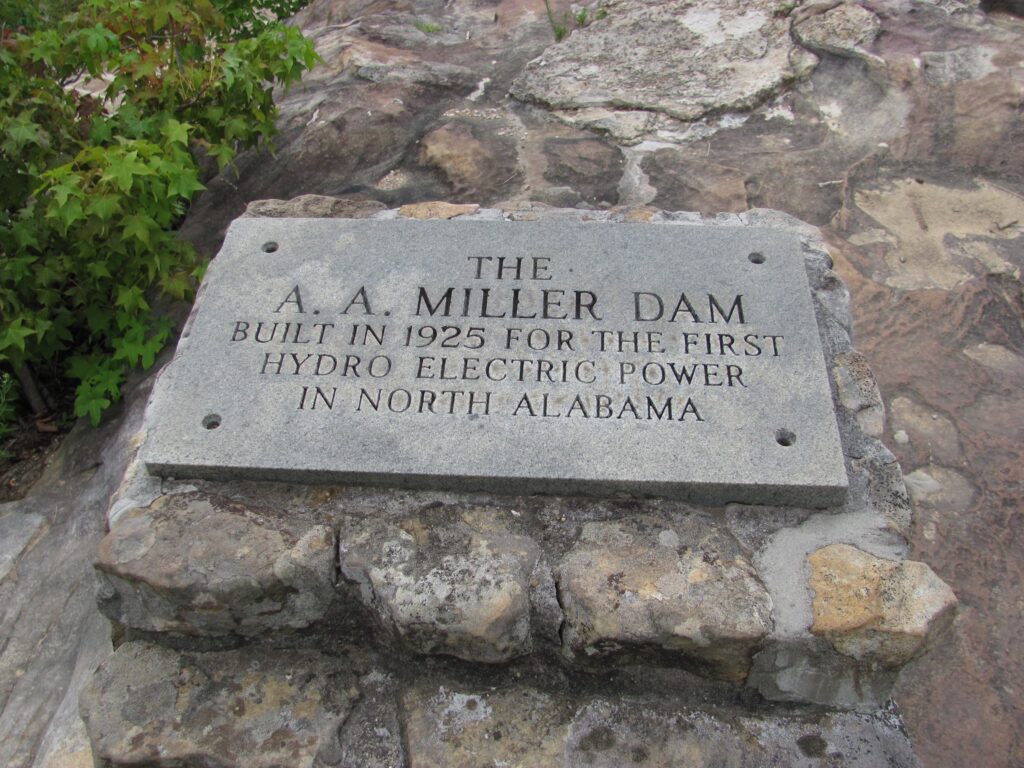 THE
A. A. MILLER DAM
BUILT IN 1925 FOR THE FIRST
HYDRO ELECTRIC POWER
IN NORTH ALABAMA